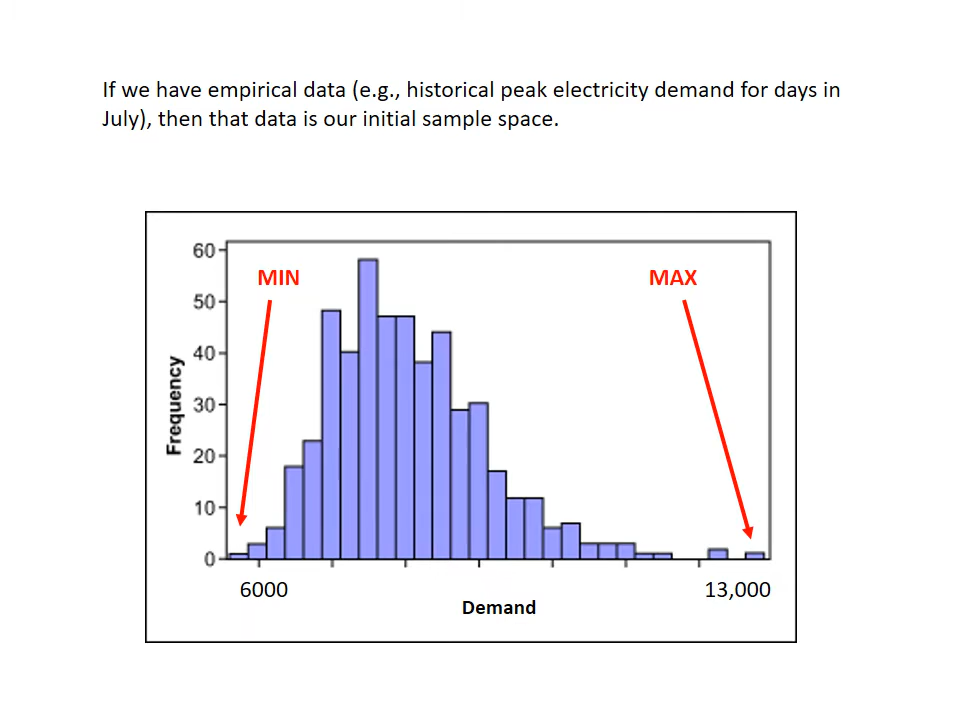 If we have empirical data (e.g., historical peak electricity demand for days in
July), then that data is our initial sample space.
60
MIN
MAX
50
40
Frequency
30
20
10
0
6000
13,000
Demand